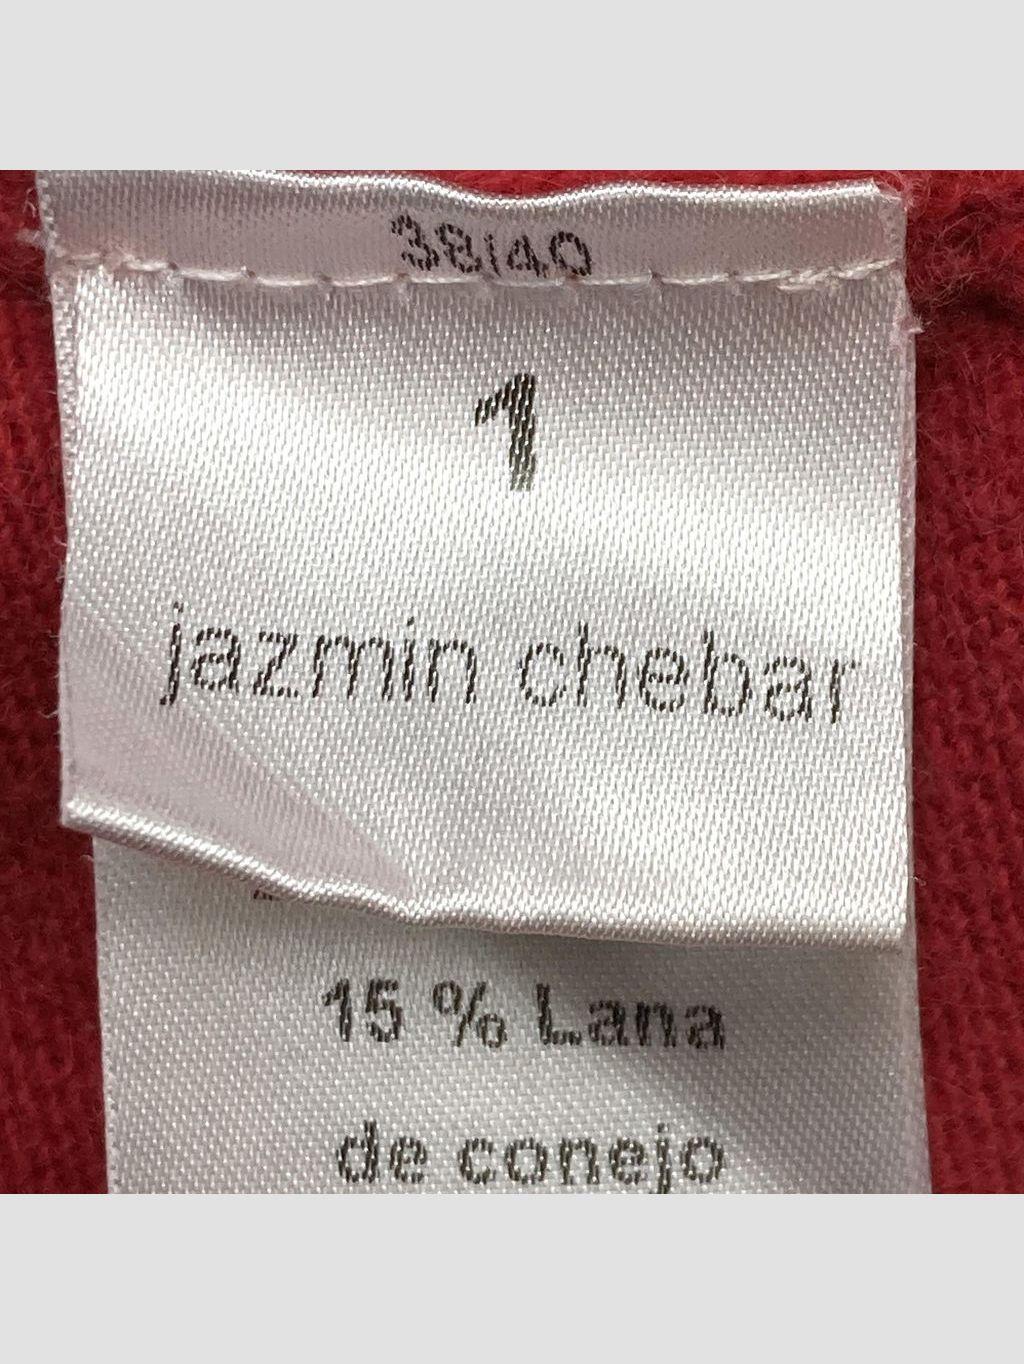 38/40
1
jazmin chebar
15 % Lana
de conejo